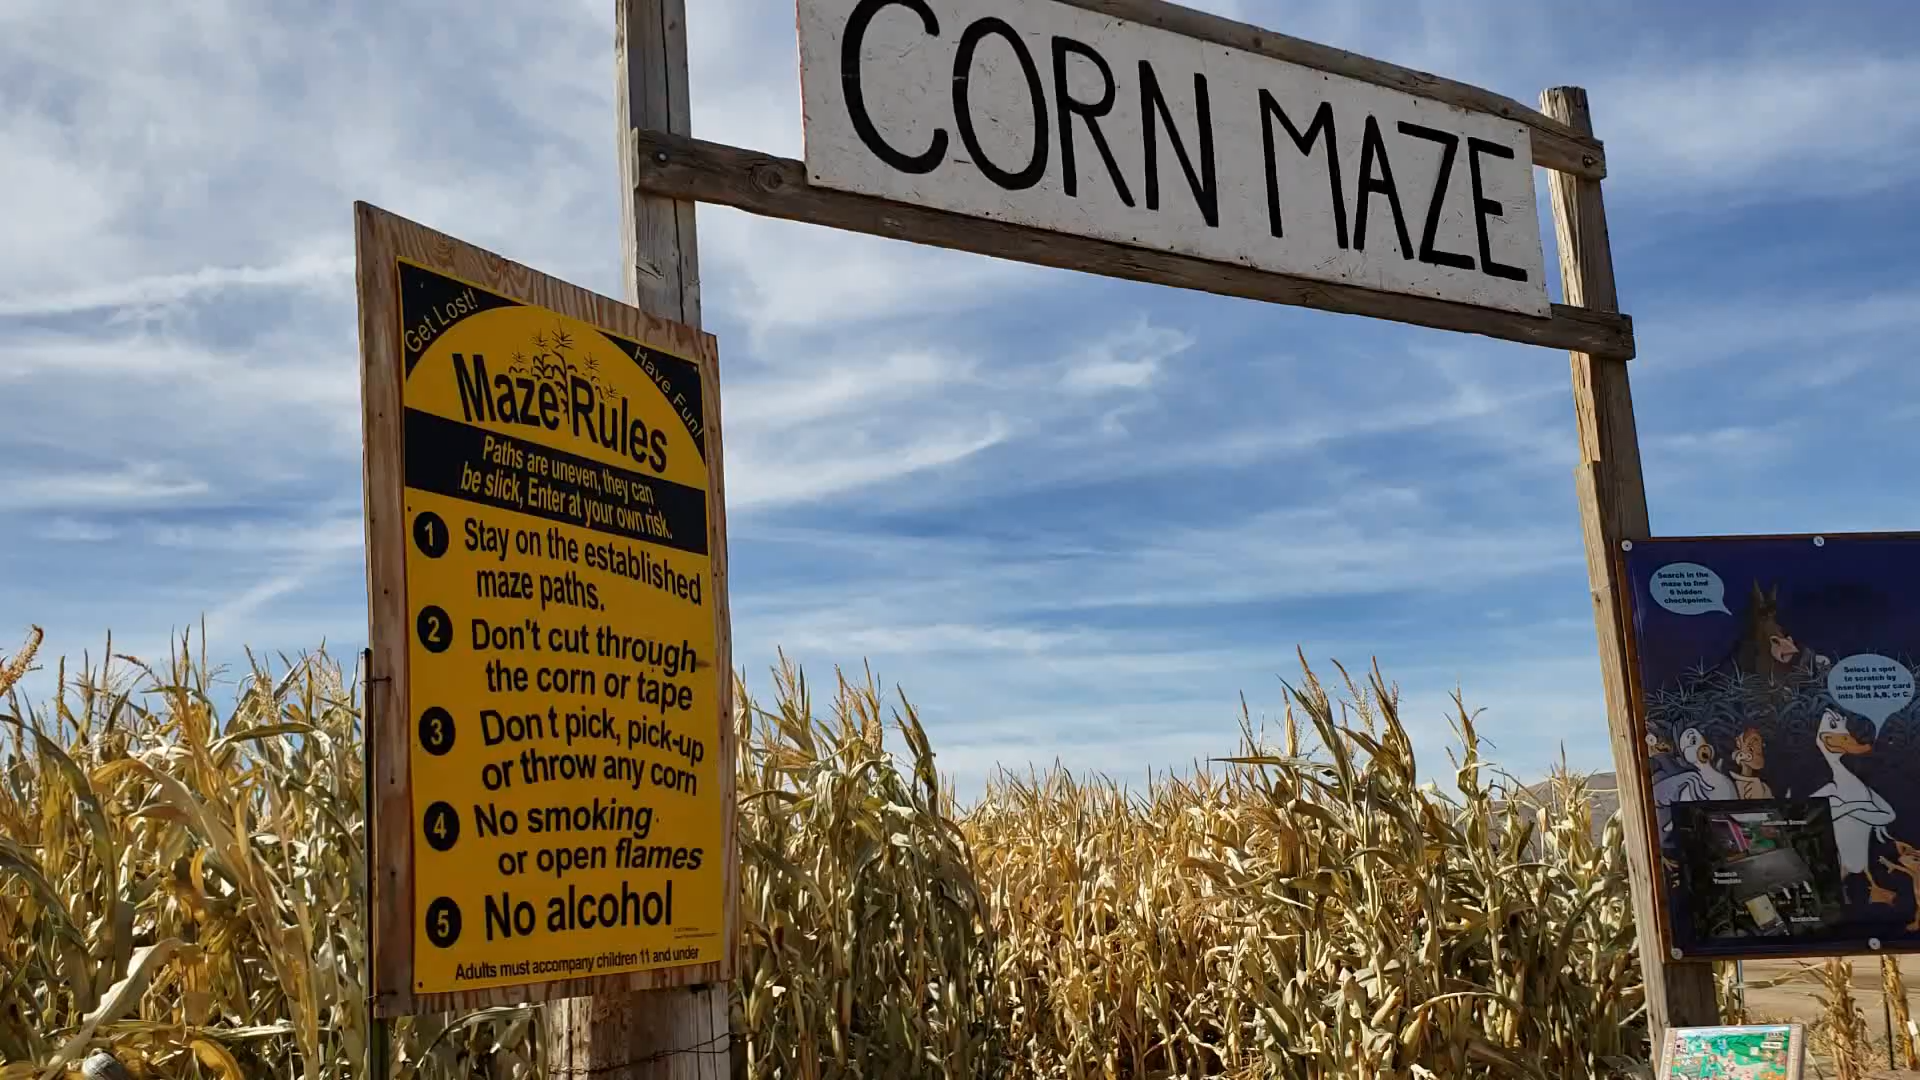 CORN MAZE
Get Lost!
Have Fun!
Maze Rules
Paths are uneven, they can
be slick, Enter at your own risk.
1 Stay on the established
maze paths.
2 Don't cut through
the corn or tape
3 Don t pick, pick-up
or throw any corn
4 No smoking
or open flames
5 No alcohol
Adults must accompany children 11 and under
Search in the
maze to find
6 hidden
checkpoints.
Select a spot
to scratch by
inserting your card
into Slot A,B, or C.
Scratch
Template